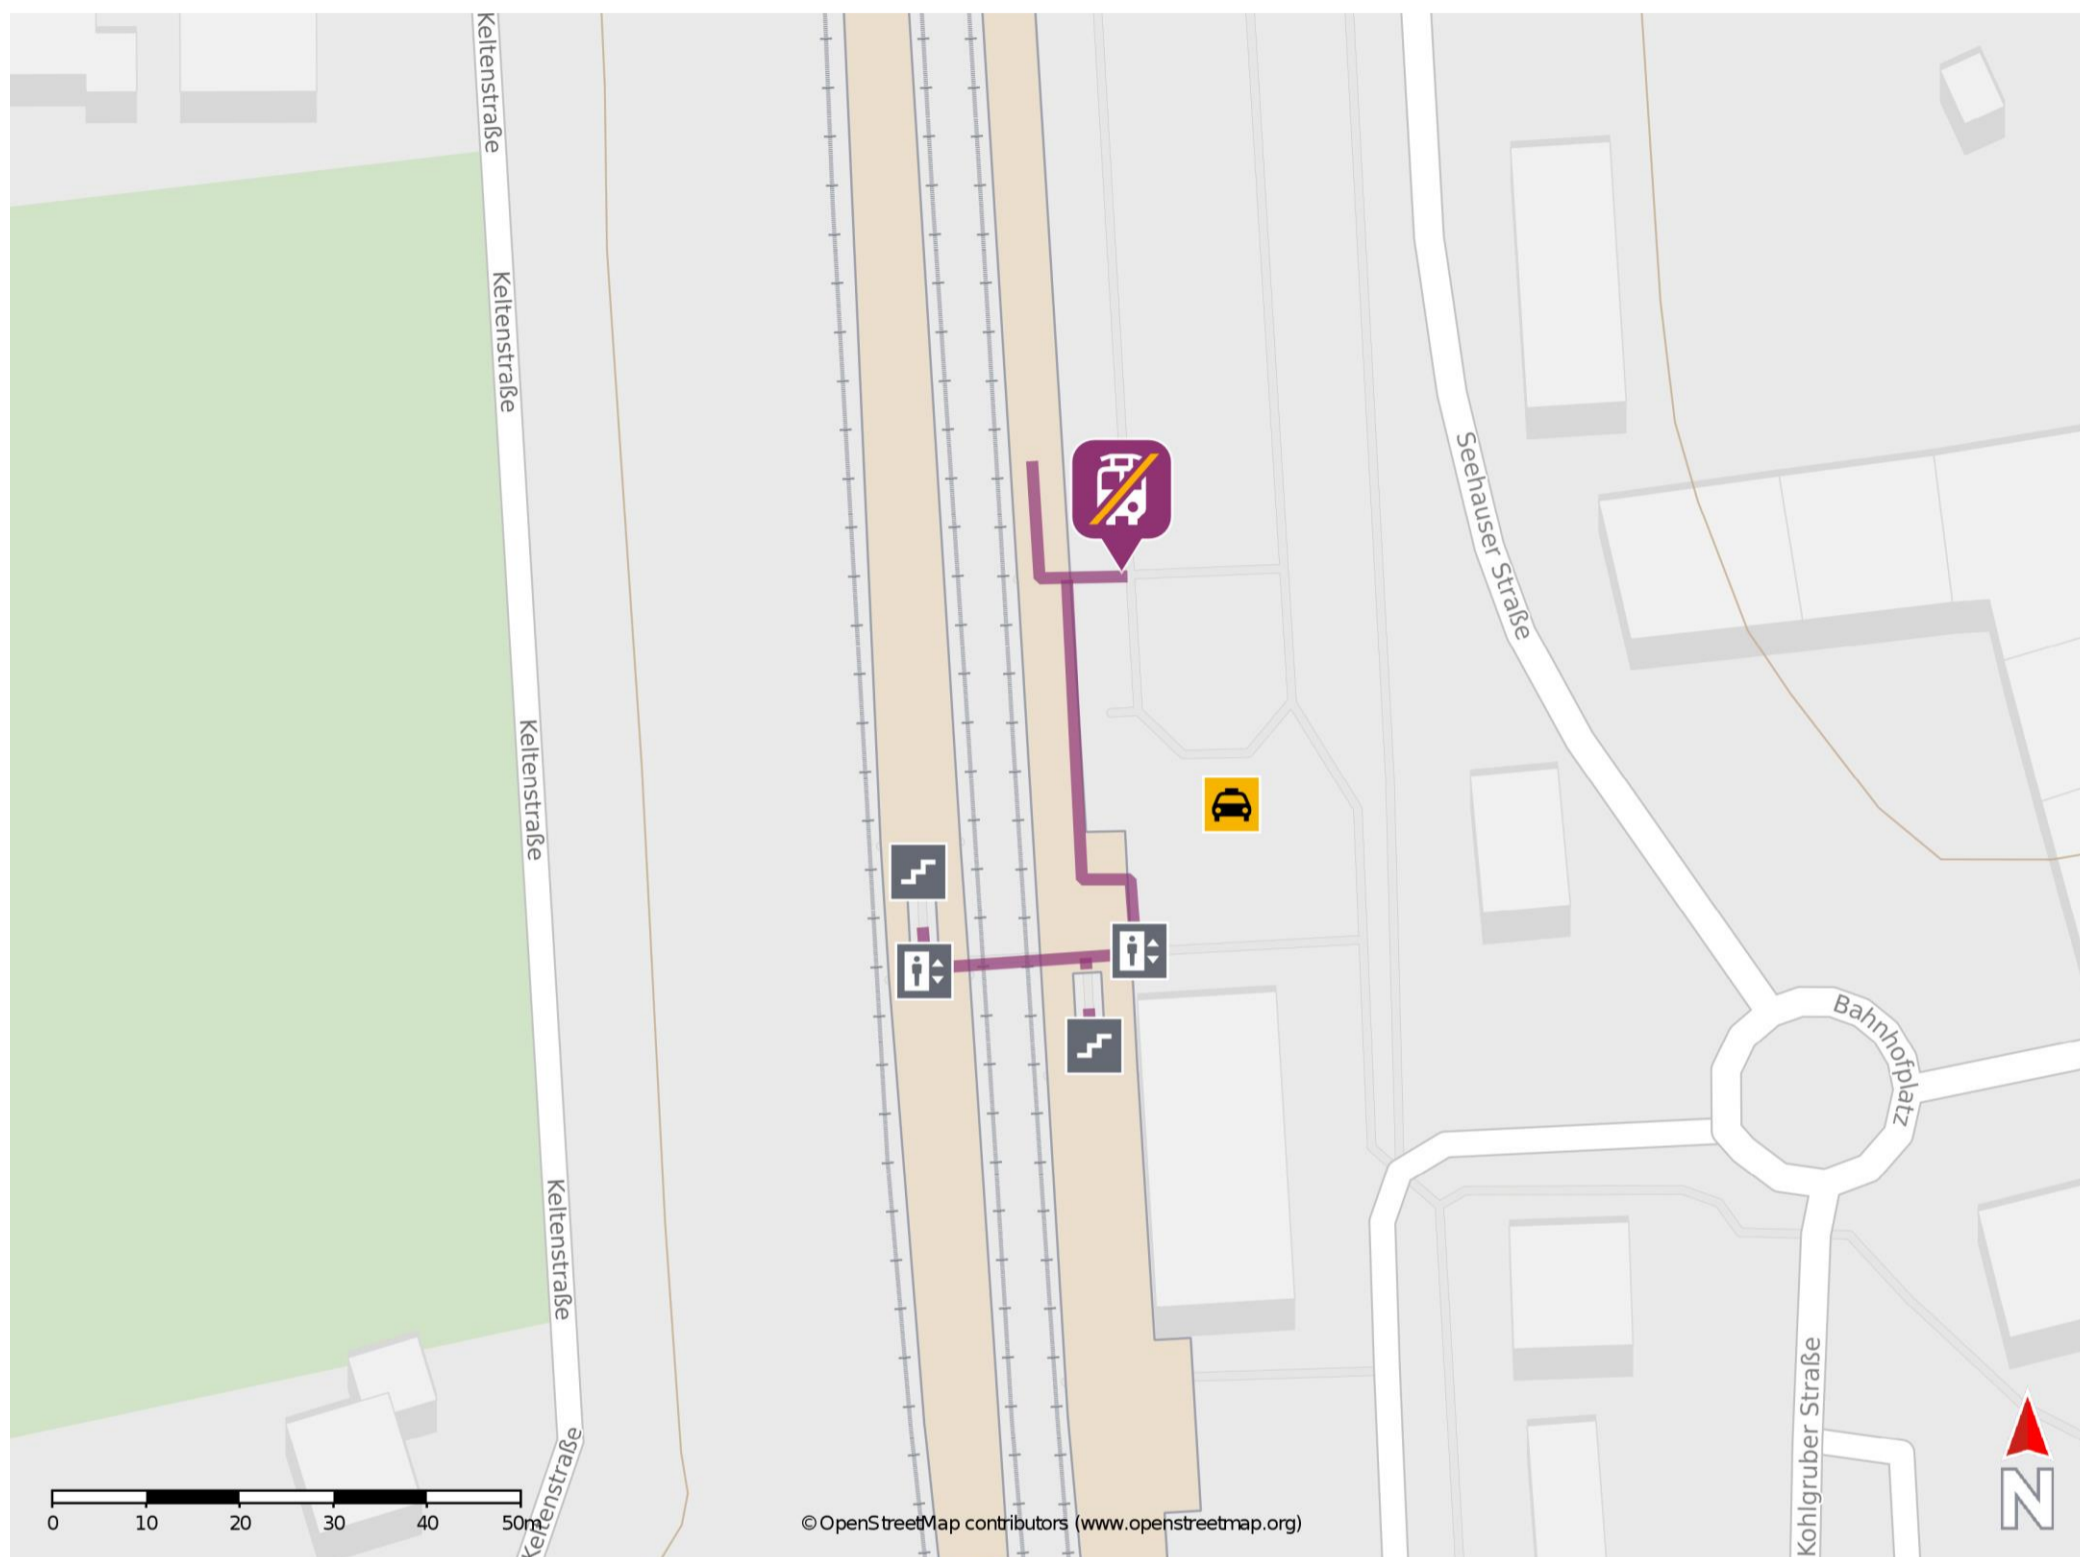 Keltenstraße
Keltenstraße
Seehauser Straße
Keltenstraße
Bahnhofplatz
Keltenstraße
Kohlgruber Straße
Keltenstraße
N
0 10 20 30 40 50m
© OpenStreetMap contributors (www.openstreetmap.org)